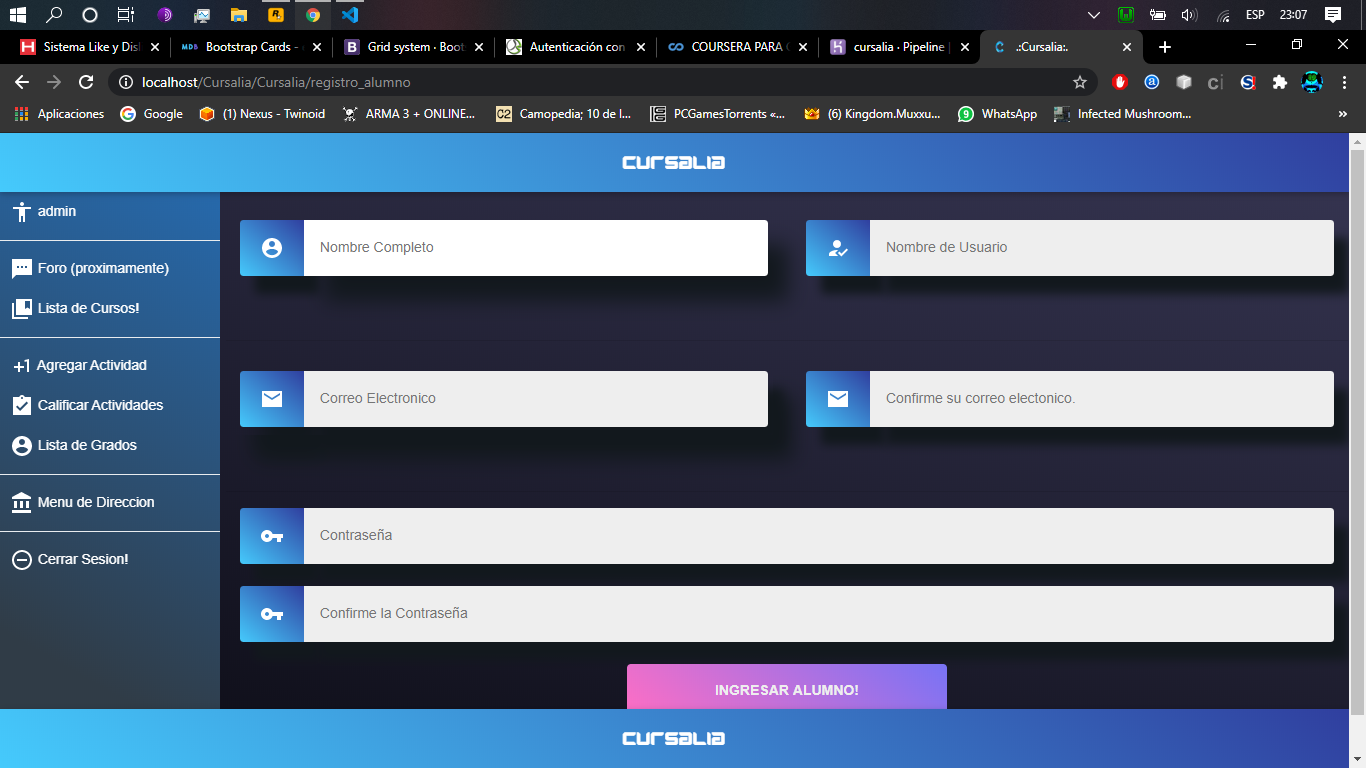 ESP 23:07
Sistema Like y Dis
Bootstrap Cards -
Grid system · Boot
Autenticación con
COURSERA PARA
cursalia · Pipeline
.:Cursalia:.
localhost/Cursalia/Cursalia/registro_alumno
Aplicaciones
Google
(1) Nexus - Twinoid
ARMA 3 + ONLINE...
C2 Camopedia; 10 de l...
PCGamesTorrents «...
(6) Kingdom.Muxxu...
9 WhatsApp
Infected Mushroom...
»
cursalia
admin
Foro (proximamente)
Lista de Cursos!
+1 Agregar Actividad
Calificar Actividades
Lista de Grados
Menu de Direccion
Cerrar Sesion!
Nombre Completo
Nombre de Usuario
Correo Electronico
Confirme su correo electonico.
Contraseña
Confirme la Contraseña
INGRESAR ALUMNO!
cursalia